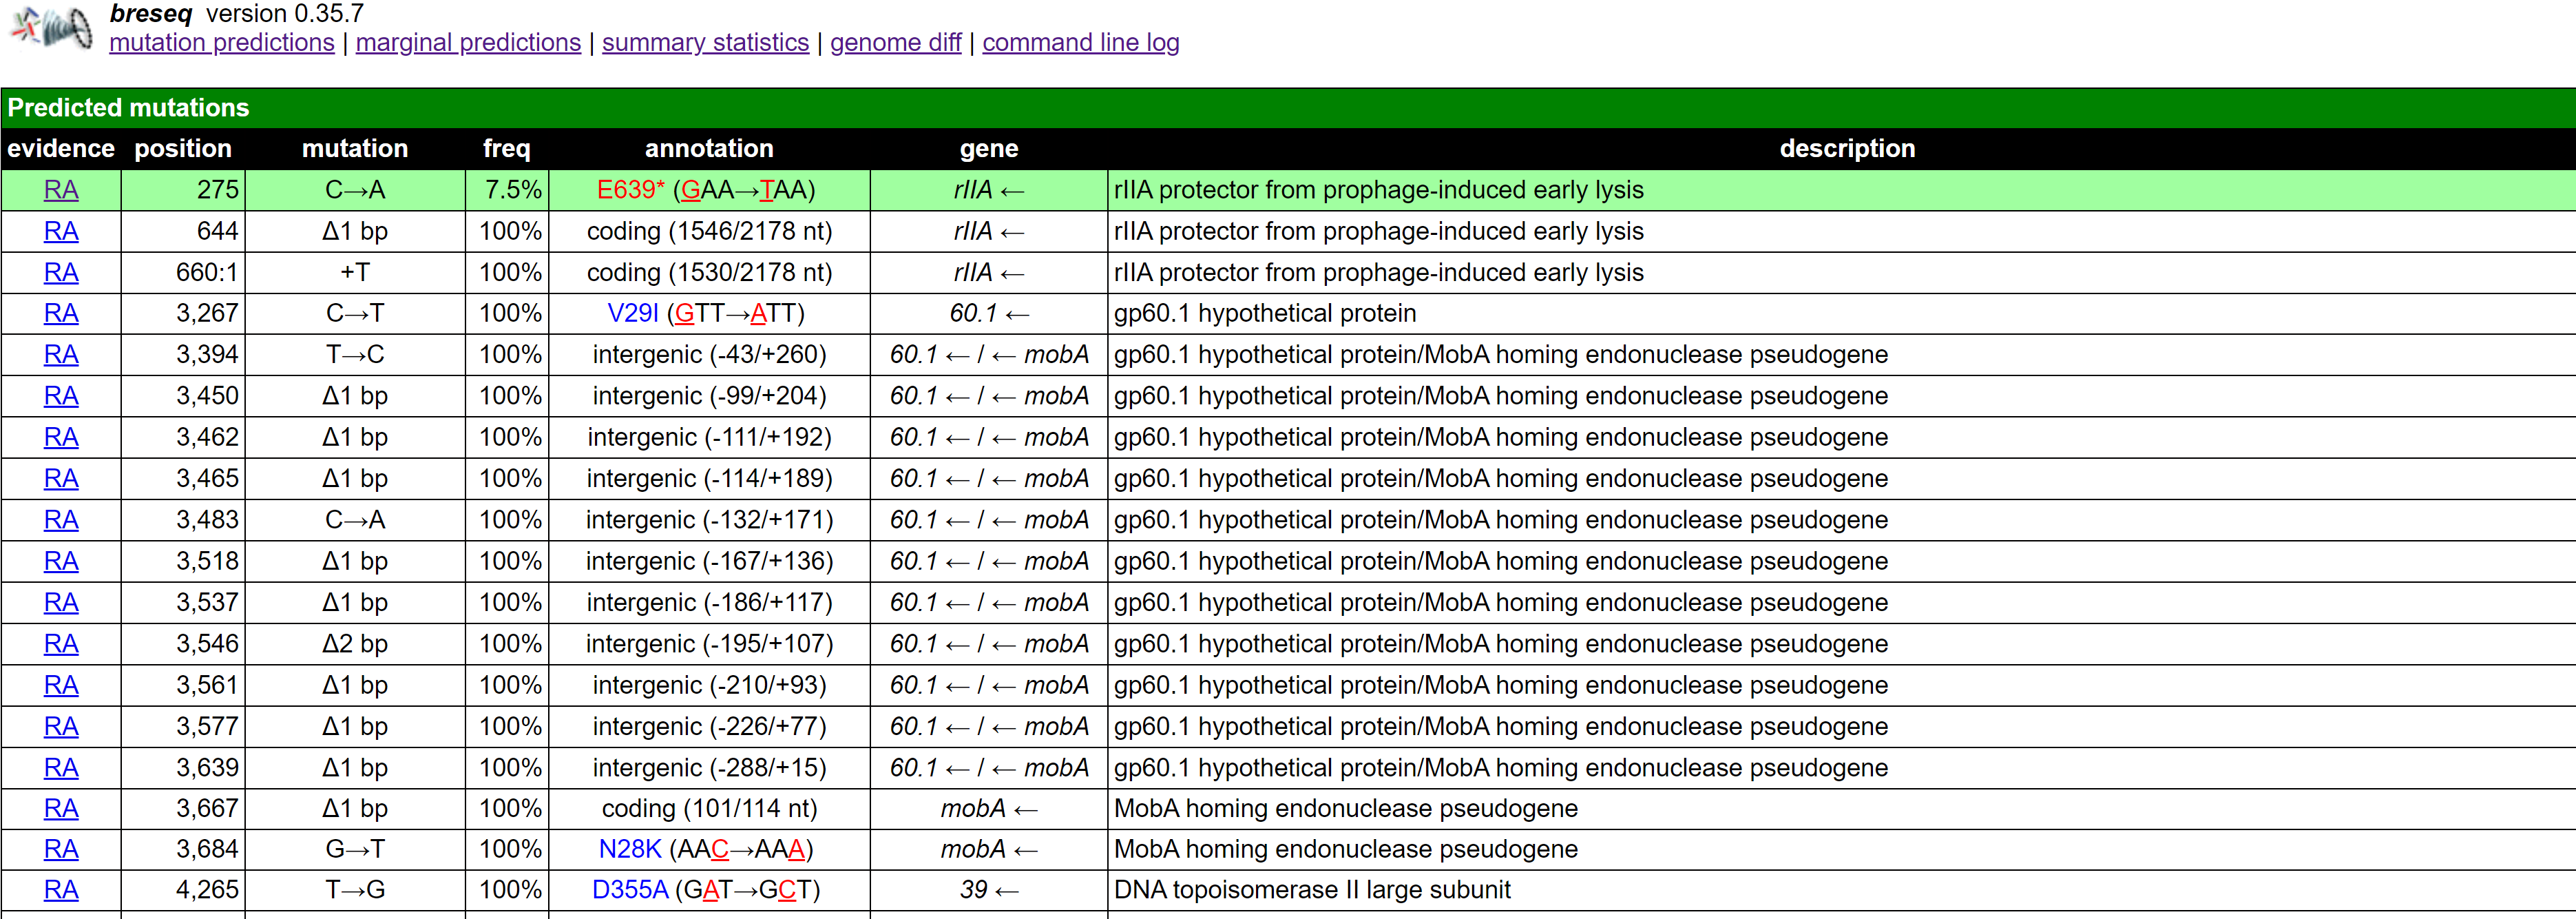 breseq version 0.35.7
mutation predictions | marginal predictions | summary statistics | genome diff | command line log
Predicted mutations
evidence position mutation freq annotation gene description
RA 275 C→A 7.5% E639* (GAA→TAA) rIIA ← rIIA protector from prophage-induced early lysis
RA 644 Δ1 bp 100% coding (1546/2178 nt) rIIA ← rIIA protector from prophage-induced early lysis
RA 660:1 +T 100% coding (1530/2178 nt) rIIA ← rIIA protector from prophage-induced early lysis
RA 3,267 C→T 100% V29I (GTT→ATT) 60.1 ← gp60.1 hypothetical protein
RA 3,394 T→C 100% intergenic (-43/+260) 60.1 ← / ← mobA gp60.1 hypothetical protein/MobA homing endonuclease pseudogene
RA 3,450 Δ1 bp 100% intergenic (-99/+204) 60.1 ← / ← mobA gp60.1 hypothetical protein/MobA homing endonuclease pseudogene
RA 3,462 Δ1 bp 100% intergenic (-111/+192) 60.1 ← / ← mobA gp60.1 hypothetical protein/MobA homing endonuclease pseudogene
RA 3,465 Δ1 bp 100% intergenic (-114/+189) 60.1 ← / ← mobA gp60.1 hypothetical protein/MobA homing endonuclease pseudogene
RA 3,483 C→A 100% intergenic (-132/+171) 60.1 ← / ← mobA gp60.1 hypothetical protein/MobA homing endonuclease pseudogene
RA 3,518 Δ1 bp 100% intergenic (-167/+136) 60.1 ← / ← mobA gp60.1 hypothetical protein/MobA homing endonuclease pseudogene
RA 3,537 Δ1 bp 100% intergenic (-186/+117) 60.1 ← / ← mobA gp60.1 hypothetical protein/MobA homing endonuclease pseudogene
RA 3,546 Δ2 bp 100% intergenic (-195/+107) 60.1 ← / ← mobA gp60.1 hypothetical protein/MobA homing endonuclease pseudogene
RA 3,561 Δ1 bp 100% intergenic (-210/+93) 60.1 ← / ← mobA gp60.1 hypothetical protein/MobA homing endonuclease pseudogene
RA 3,577 Δ1 bp 100% intergenic (-226/+77) 60.1 ← / ← mobA gp60.1 hypothetical protein/MobA homing endonuclease pseudogene
RA 3,639 Δ1 bp 100% intergenic (-288/+15) 60.1 ← / ← mobA gp60.1 hypothetical protein/MobA homing endonuclease pseudogene
RA 3,667 Δ1 bp 100% coding (101/114 nt) mobA ← MobA homing endonuclease pseudogene
RA 3,684 G→T 100% N28K (AAC→AAA) mobA ← MobA homing endonuclease pseudogene
RA 4,265 T→G 100% D355A (GAT→GCT) 39 ← DNA topoisomerase II large subunit